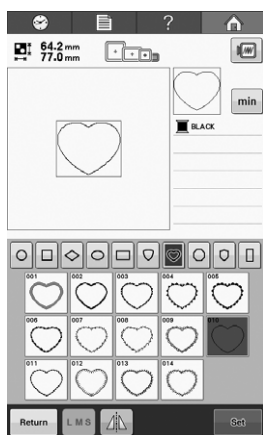 ?
64.2 mm
77.0 mm
min
BLACK
001 002 003 004 005
006 007 008 009 010
011 012 013 014
Return L M S Set